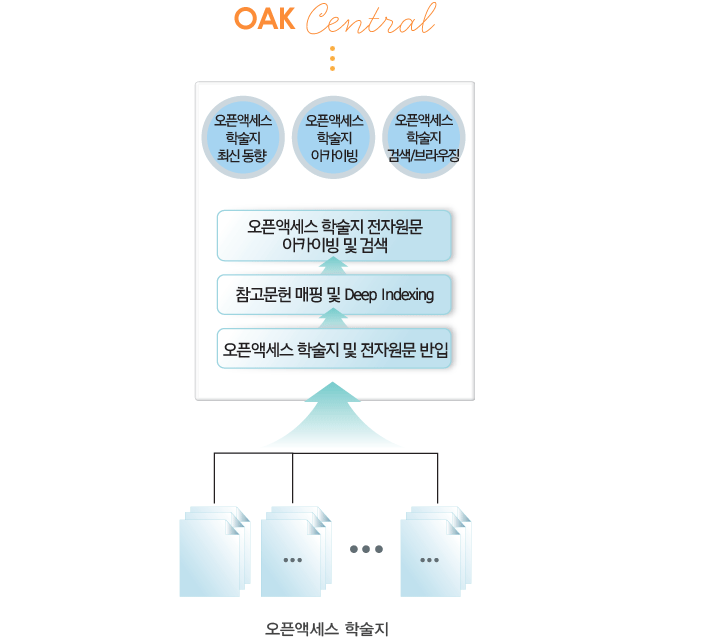 OAK Central
오픈액세스
학술지
최신 동향
오픈액세스
학술지
아카이빙
오픈액세스
학술지
검색/브라우징
오픈액세스 학술지 전자원문
아카이빙 및 검색
참고문헌 매핑 및 Deep Indexing
오픈액세스 학술지 및 전자원문 반입
오픈액세스 학술지